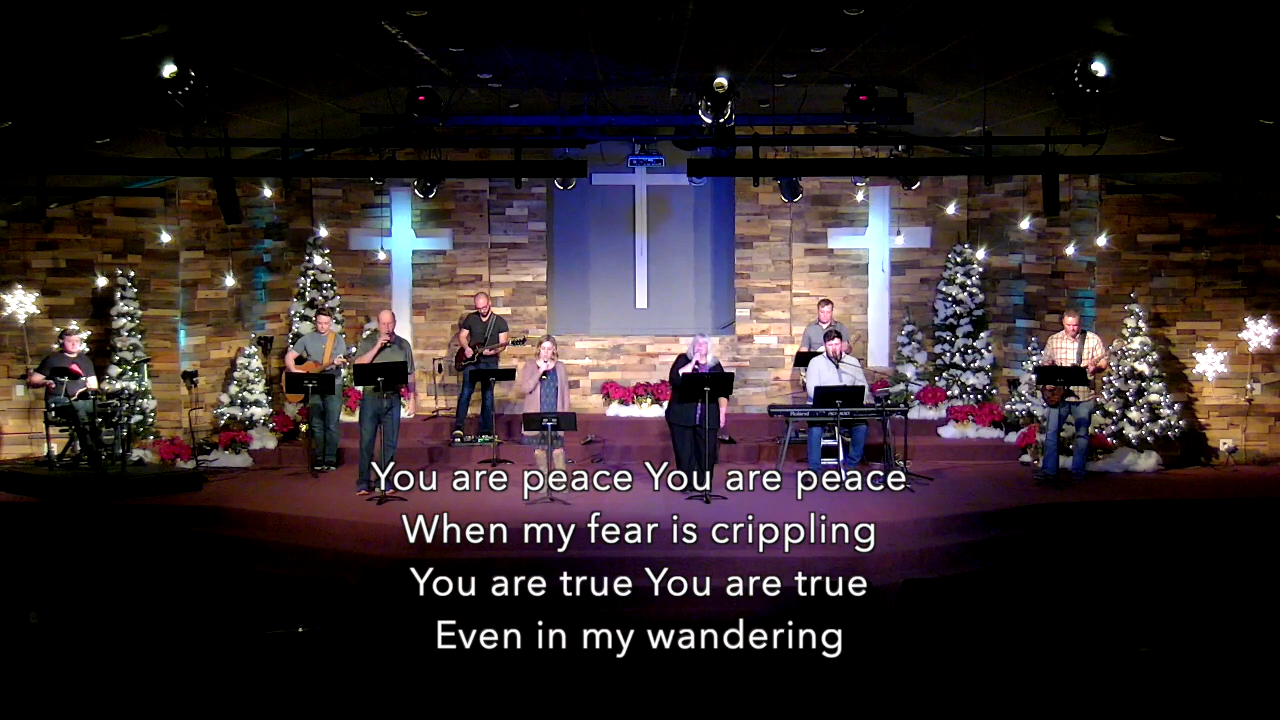 Roland
You are peace You are peace
When my fear is crippling
You are true You are true
Even in my wandering